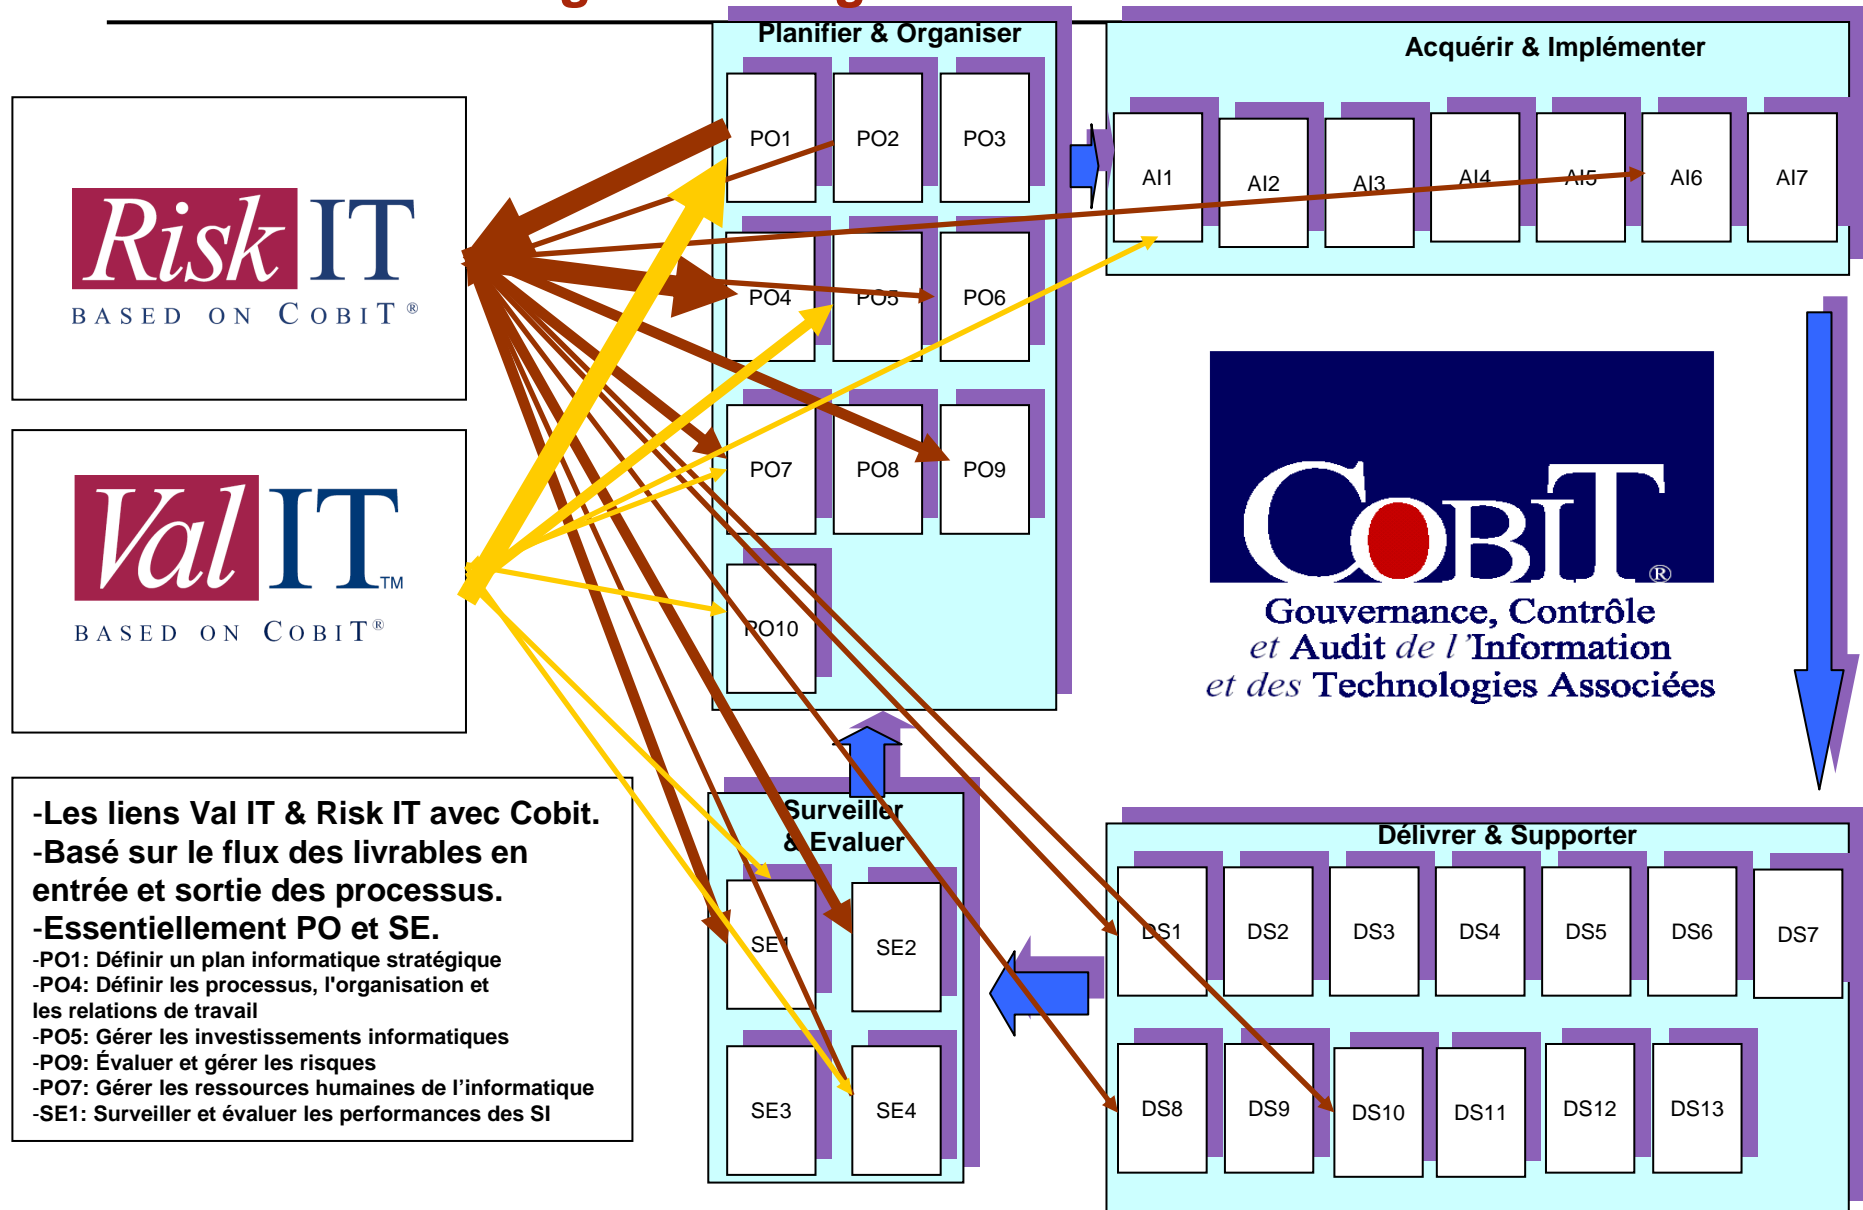 Planifier & Organiser
PO1
PO2
PO3
PO4
PO5
PO6
PO7
PO8
PO9
PO10
Acquérir & Implémenter
AI1
AI2
AI3
AI4
AI5
AI6
AI7
Risk IT
BASED ON COBIT®
Val IT™
BASED ON COBIT®
COBIT®
Gouvernance, Contrôle
et Audit de l'Information
et des Technologies Associées
-Les liens Val IT & Risk IT avec Cobit.
-Basé sur le flux des livrables en
entrée et sortie des processus.
-Essentiellement PO et SE.
-PO1: Définir un plan informatique stratégique
-PO4: Définir les processus, l'organisation et
les relations de travail
-PO5: Gérer les investissements informatiques
-PO9: Évaluer et gérer les risques
-PO7: Gérer les ressources humaines de l’informatique
-SE1: Surveiller et évaluer les performances des SI
Surveiller
& Evaluer
SE1
SE2
SE3
SE4
Délivrer & Supporter
DS1
DS2
DS3
DS4
DS5
DS6
DS7
DS8
DS9
DS10
DS11
DS12
DS13